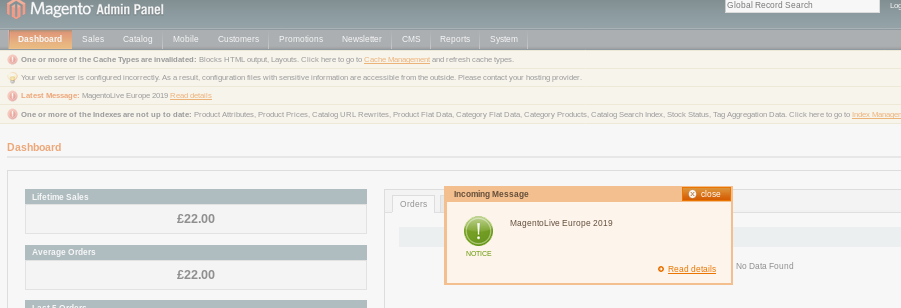 Magento Admin Panel
Global Record Search
Dashboard Sales Catalog Mobile Customers Promotions Newsletter CMS Reports System
One or more of the Cache Types are invalidated: Blocks HTML output, Layouts. Click here to go to Cache Management and refresh cache types.
Your web server is configured incorrectly. As a result, configuration files with sensitive information are accessible from the outside. Please contact your hosting provider.
Latest Message: MagentoLive Europe 2019 Read details
One or more of the Indexes are not up to date: Product Attributes, Product Prices, Catalog URL Rewrites, Product Flat Data, Category Flat Data, Category Products, Catalog Search Index, Stock Status, Tag Aggregation Data. Click here to go to Index Manage
Dashboard
Lifetime Sales
£22.00
Average Orders
£22.00
Last 5 Orders
Orders
Incoming Message
close
MagentoLive Europe 2019
NOTICE
Read details
No Data Found